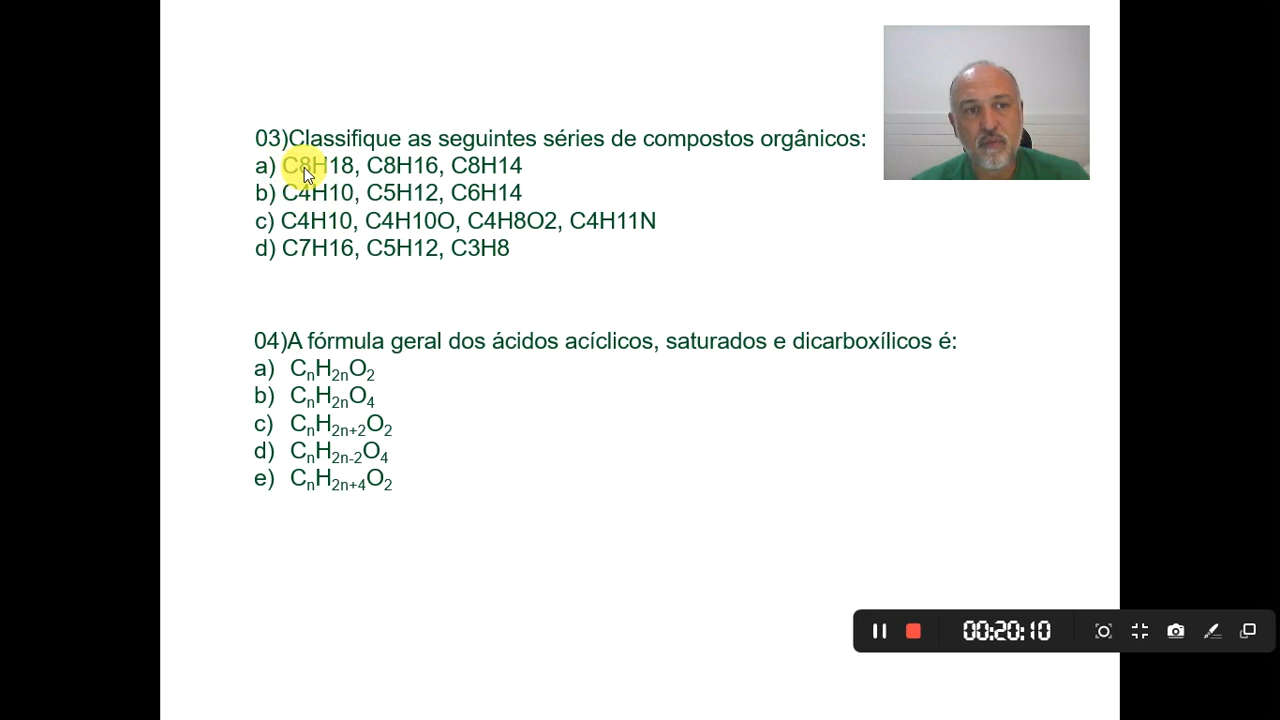 03)Classifique as seguintes séries de compostos orgânicos:
a) C8H18, C8H16, C8H14
b) C4H10, C5H12, C6H14
c) C4H10, C4H10O, C4H8O2, C4H11N
d) C7H16, C5H12, C3H8
04)A fórmula geral dos ácidos acíclicos, saturados e dicarboxílicos é:
a) CnH2nO2
b) CnH2nO4
c) CnH2n+2O2
d) CnH2n-2O4
e) CnH2n+4O2
00:20:10